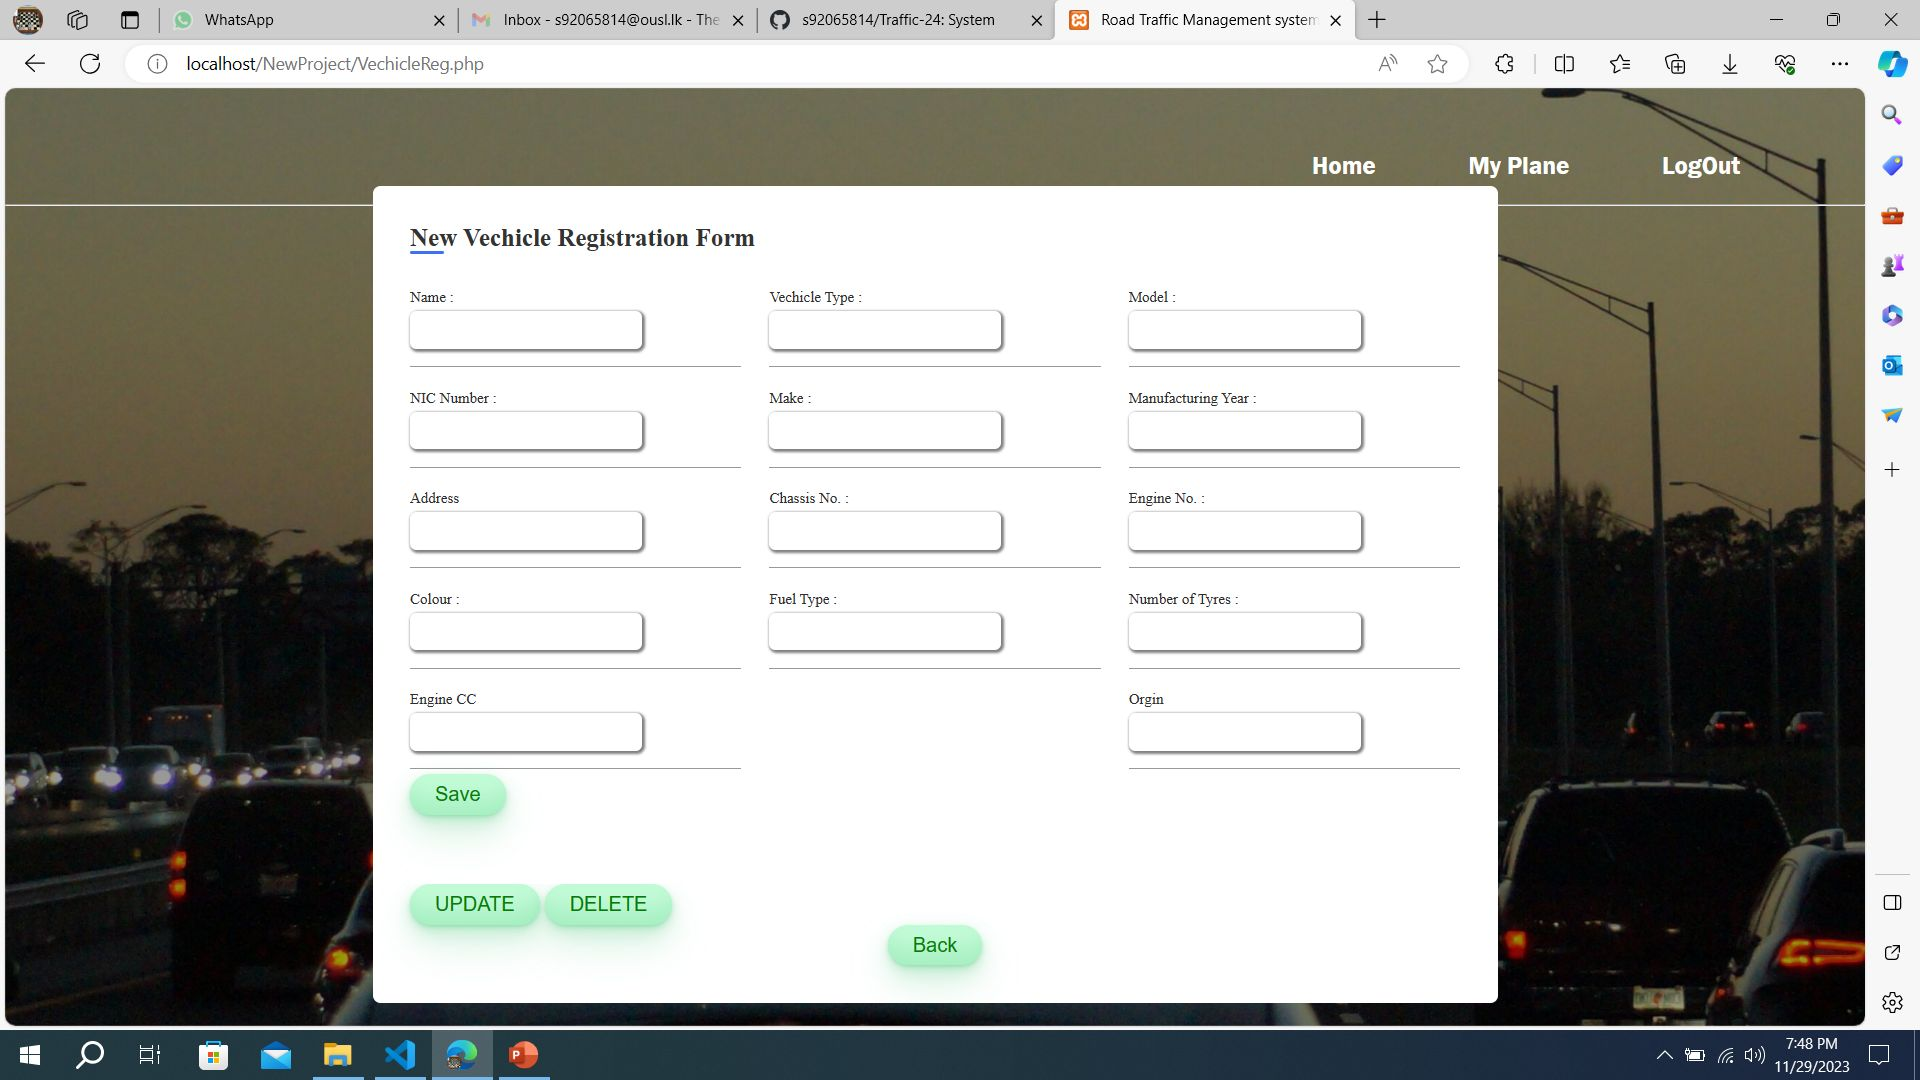 WhatsApp
Inbox - s92065814@ousl.lk - The
s92065814/Traffic-24: System
Road Traffic Management system
localhost/NewProject/VechicleReg.php
Home
My Plane
LogOut
New Vechicle Registration Form
Name :
Vechicle Type :
Model :
NIC Number :
Make :
Manufacturing Year :
Address
Chassis No. :
Engine No. :
Colour :
Fuel Type :
Number of Tyres :
Engine CC
Orgin
Save
UPDATE
DELETE
Back
7:48 PM
11/29/2023